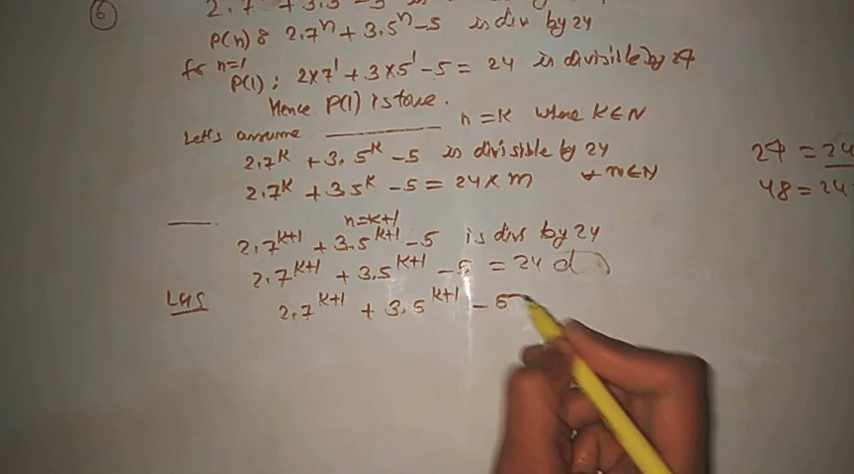 6
P(n): 2.7ⁿ + 3.5ⁿ - 5 is div by 24
for n=1
P(1): 2×7¹ + 3×5¹ - 5 = 24 is divisible by 24
Hence P(1) is true.
Let's assume n=K where K∈N
2.7ᴷ + 3.5ᴷ - 5 is divisible by 24
2.7ᴷ + 3.5ᴷ - 5 = 24×m ∀ m∈N
n=k+1
2.7ᵏ⁺¹ + 3.5ᵏ⁺¹ - 5 is div by 24
2.7ᵏ⁺¹ + 3.5ᵏ⁺¹ - 5 = 24 d
LHS 2.7ᵏ⁺¹ + 3.5ᵏ⁺¹ - 5
24 = 24
48 = 24